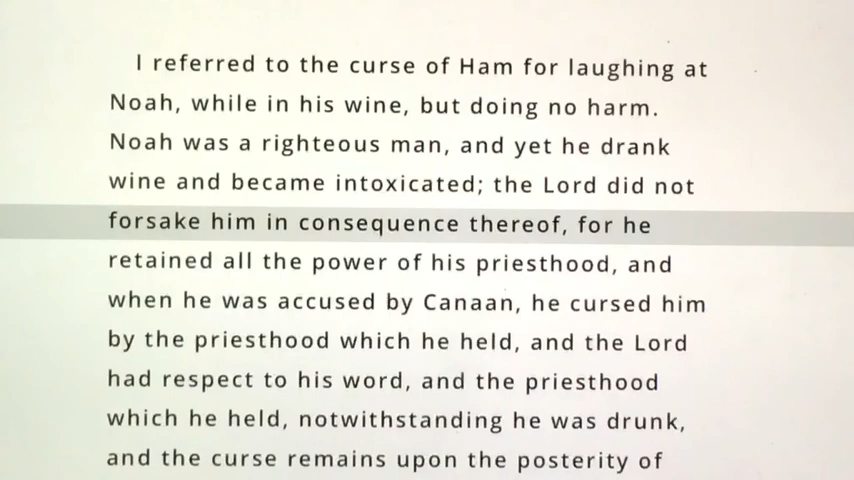 I referred to the curse of Ham for laughing at
Noah, while in his wine, but doing no harm.
Noah was a righteous man, and yet he drank
wine and became intoxicated; the Lord did not
forsake him in consequence thereof, for he
retained all the power of his priesthood, and
when he was accused by Canaan, he cursed him
by the priesthood which he held, and the Lord
had respect to his word, and the priesthood
which he held, notwithstanding he was drunk,
and the curse remains upon the posterity of